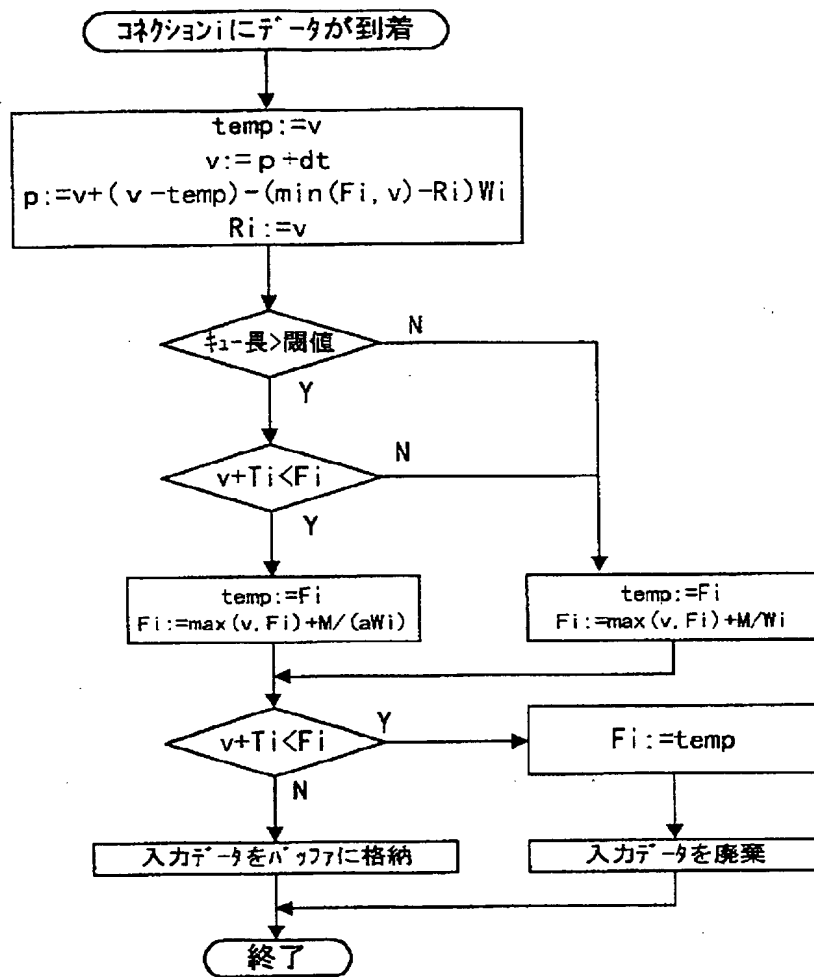 コネクションiにデータが到着
temp:=v
v:=p+dt
p:=v+(v-temp)-(min(Fi,v)-Ri)Wi
Ri:=v
キュー長>閾値
N
Y
v+Ti<Fi
N
Y
temp:=Fi
Fi:=max(v,Fi)+M/(aWi)
temp:=Fi
Fi:=max(v,Fi)+M/Wi
v+Ti<Fi
Y
Fi:=temp
N
入力データをバッファに格納
入力データを廃棄
終了